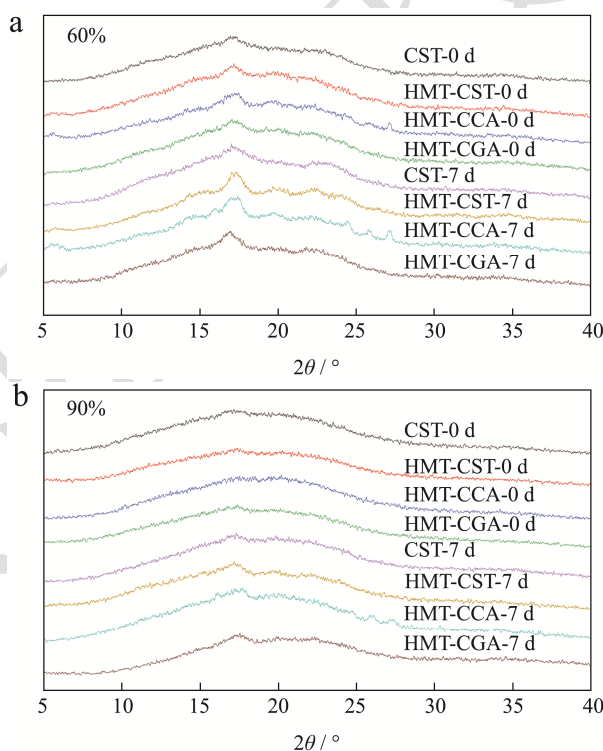 a
60%
CST-0 d
HMT-CST-0 d
HMT-CCA-0 d
HMT-CGA-0 d
CST-7 d
HMT-CST-7 d
HMT-CCA-7 d
HMT-CGA-7 d
5 10 15 20 25 30 35 40
2θ / °
b
90%
CST-0 d
HMT-CST-0 d
HMT-CCA-0 d
HMT-CGA-0 d
CST-7 d
HMT-CST-7 d
HMT-CCA-7 d
HMT-CGA-7 d
5 10 15 20 25 30 35 40
2θ / °